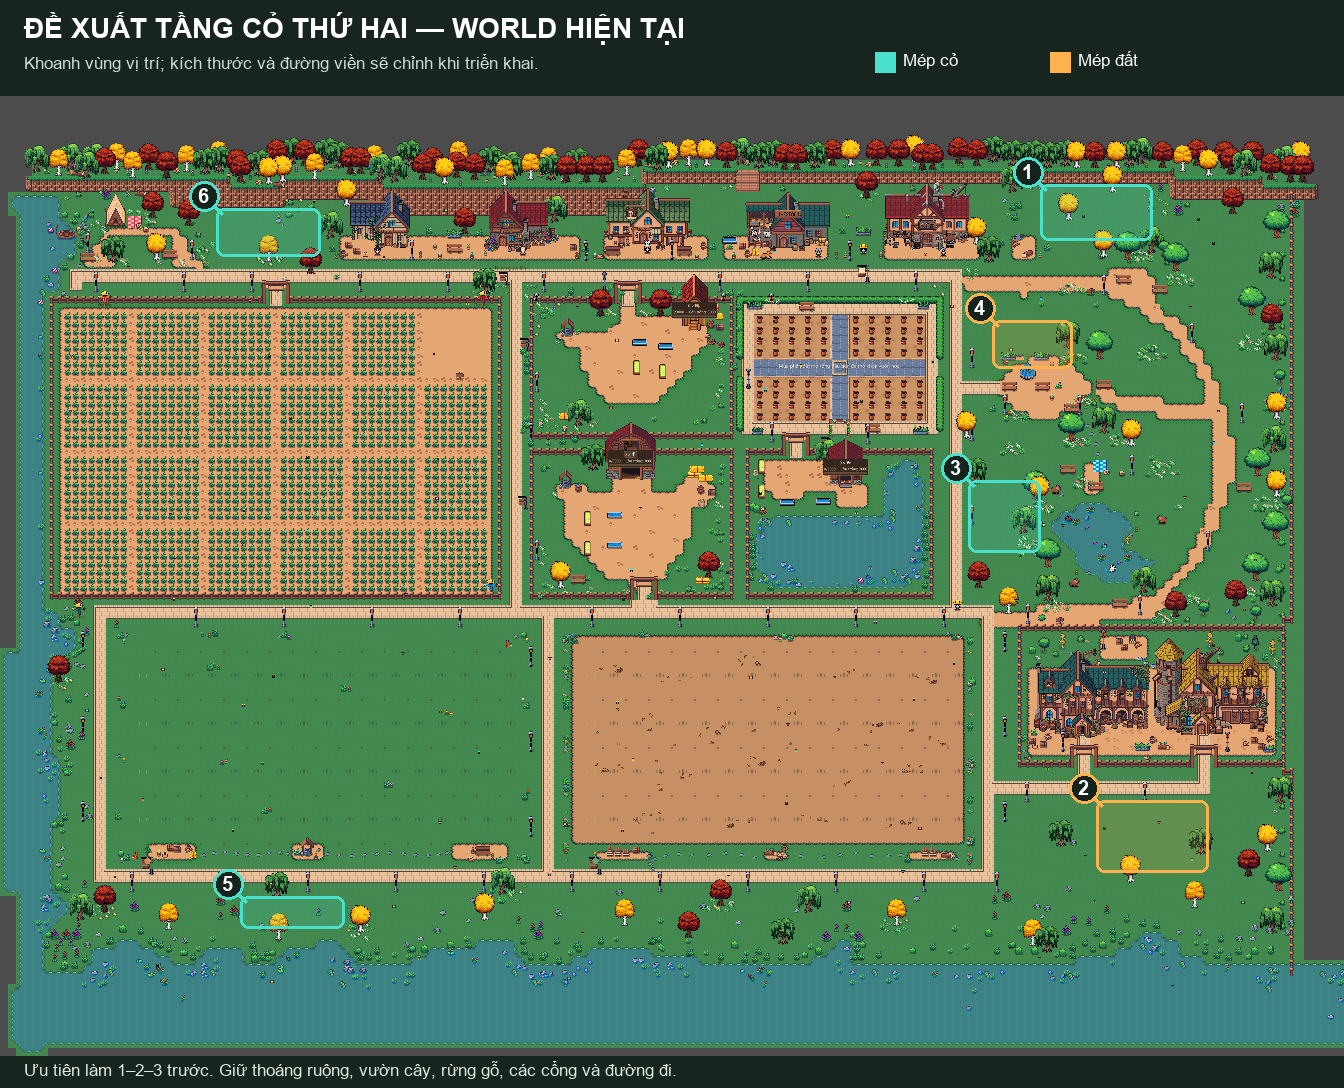 ĐỀ XUẤT TẦNG CỎ THỨ HAI — WORLD HIỆN TẠI
Khoanh vùng vị trí; kích thước và đường viền sẽ chỉnh khi triển khai.
Mép cỏ
Mép đất
1
6
4
3
2
5
Ưu tiên làm 1–2–3 trước. Giữ thoáng ruộng, vườn cây, rừng gỗ, các cổng và đường đi.